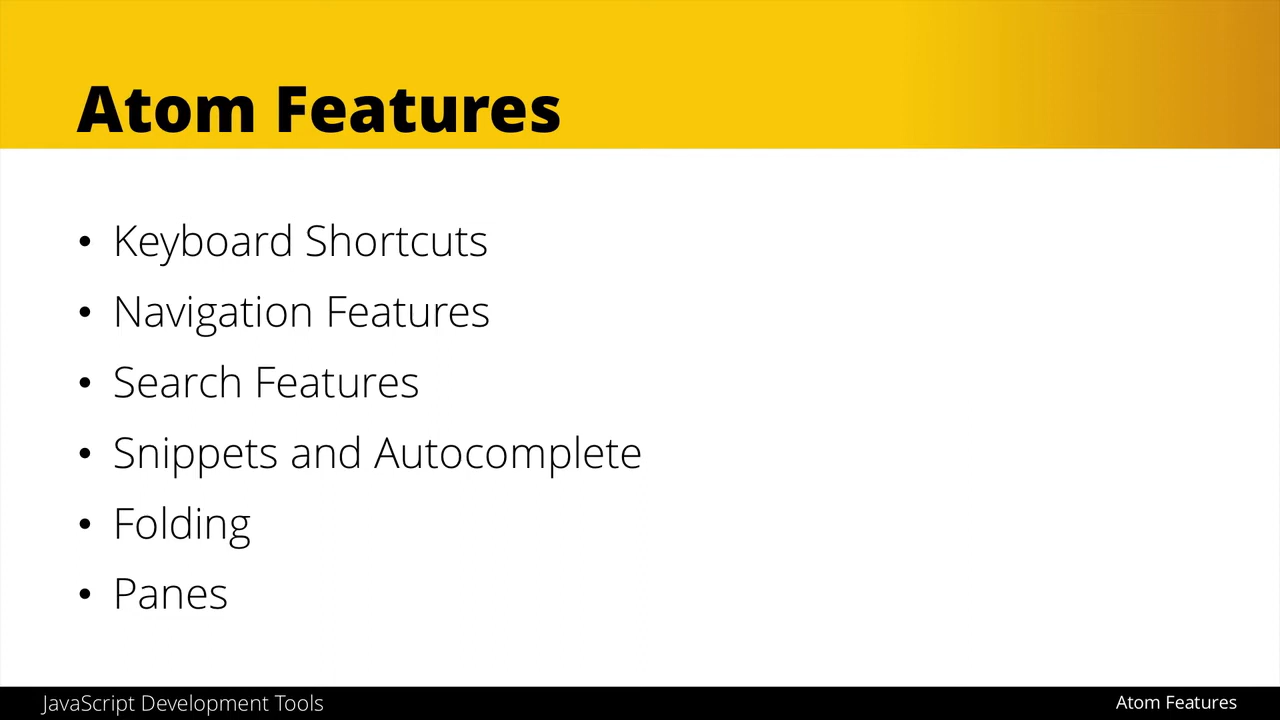 Atom Features
• Keyboard Shortcuts
• Navigation Features
• Search Features
• Snippets and Autocomplete
• Folding
• Panes
JavaScript Development Tools
Atom Features